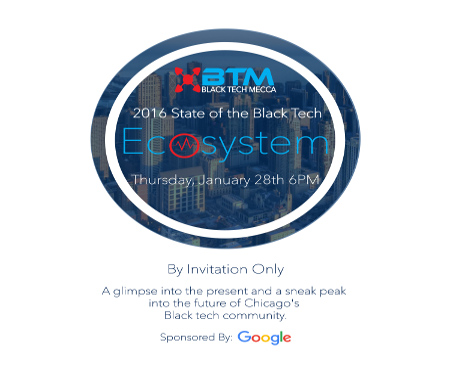 BTM
BLACK TECH MECCA
2016 State of the Black Tech
Ecosystem
Thursday, January 28th 6PM
By Invitation Only
A glimpse into the present and a sneak peak
into the future of Chicago's
Black tech community.
Sponsored By: Google